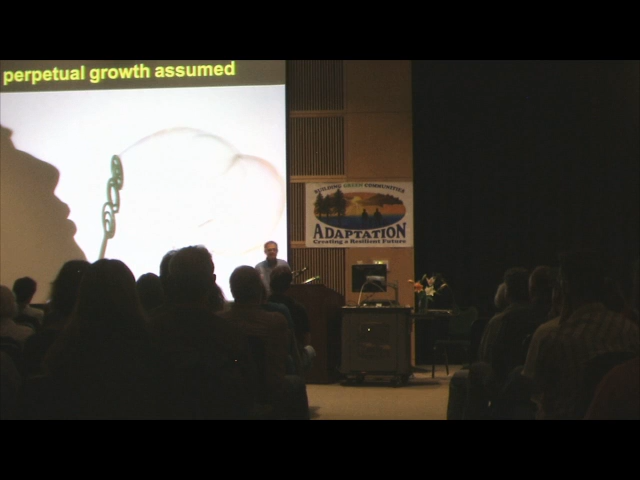 perpetual growth assumed
BUILDING GREEN COMMUNITIES
ADAPTATION
Creating a Resilient Future